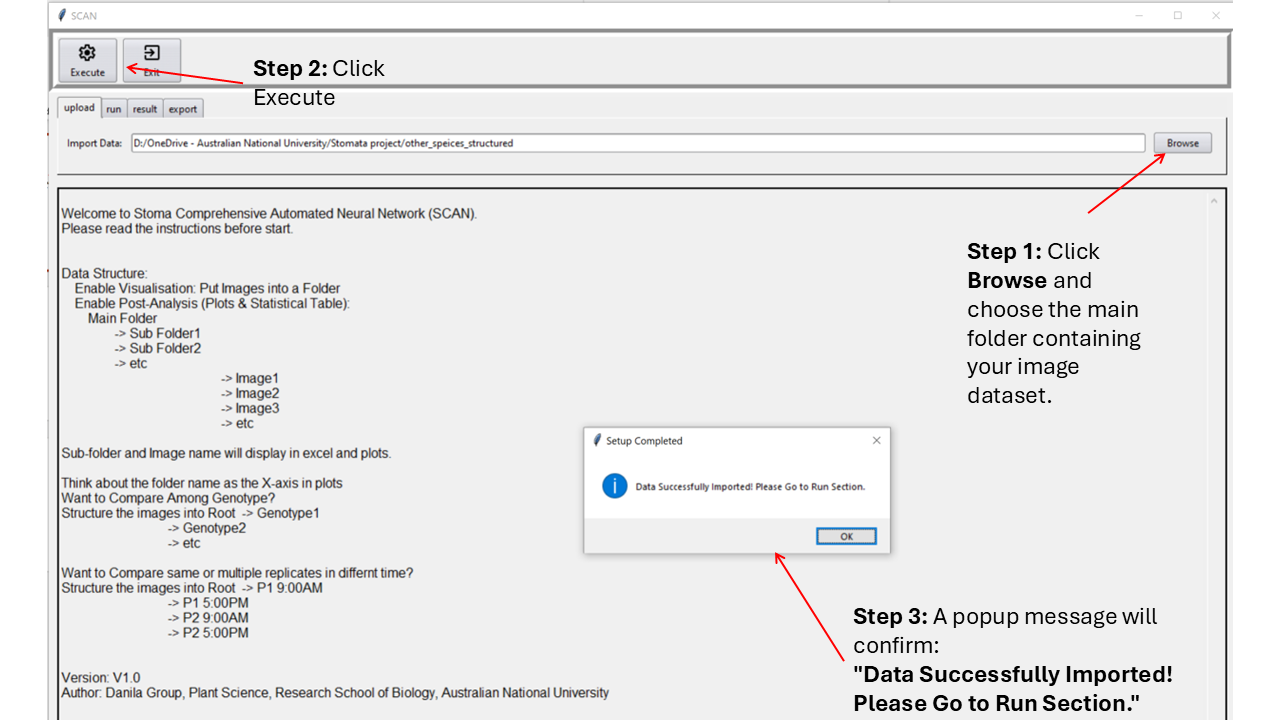 SCAN
Execute
Exit
Step 2: Click
Execute
upload run result export
Import Data: D:/OneDrive - Australian National University/Stomata project/other_speices_structured Browse
Welcome to Stoma Comprehensive Automated Neural Network (SCAN).
Please read the instructions before start.
Step 1: Click
Browse and
choose the main
folder containing
your image
dataset.
Data Structure:
Enable Visualisation: Put Images into a Folder
Enable Post-Analysis (Plots & Statistical Table):
Main Folder
-> Sub Folder1
-> Sub Folder2
-> etc
-> Image1
-> Image2
-> Image3
-> etc
Sub-folder and Image name will display in excel and plots.
Think about the folder name as the X-axis in plots
Want to Compare Among Genotype?
Structure the images into Root -> Genotype1
-> Genotype2
-> etc
Want to Compare same or multiple replicates in differnt time?
Structure the images into Root -> P1 9:00AM
-> P1 5:00PM
-> P2 9:00AM
-> P2 5:00PM
Version: V1.0
Author: Danila Group, Plant Science, Research School of Biology, Australian National University
Setup Completed
Data Successfully Imported! Please Go to Run Section.
OK
Step 3: A popup message will
confirm:
"Data Successfully Imported!
Please Go to Run Section."